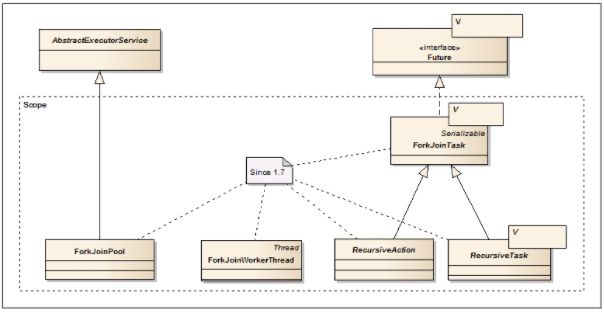 AbstractExecutorService
V
«interface»
Future
Scope
V
Serializable
ForkJoinTask
Since 1.7
ForkJoinPool
Thread
ForkJoinWorkerThread
RecursiveAction
V
RecursiveTask